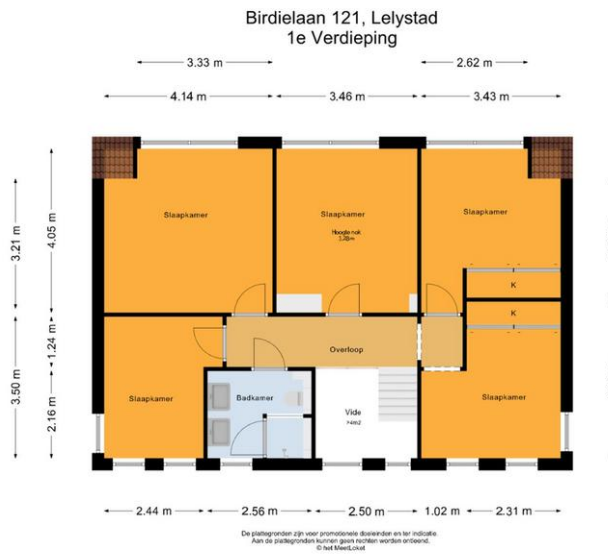 Birdielaan 121, Lelystad
1e Verdieping
3.33 m
2.62 m
4.14 m
3.46 m
3.43 m
3.21 m
4.05 m
Slaapkamer
Slaapkamer
Hoogte nok
Slaapkamer
K
K
1.24 m
3.50 m
2.16 m
Overloop
Slaapkamer
Badkamer
Vide
Slaapkamer
2.44 m
2.56 m
2.50 m
1.02 m
2.31 m
De plattegronden zijn voor promotionele doeleinden en ter indicatie.
Aan de plattegronden kunnen geen rechten worden ontleend.
© het MeetLoket